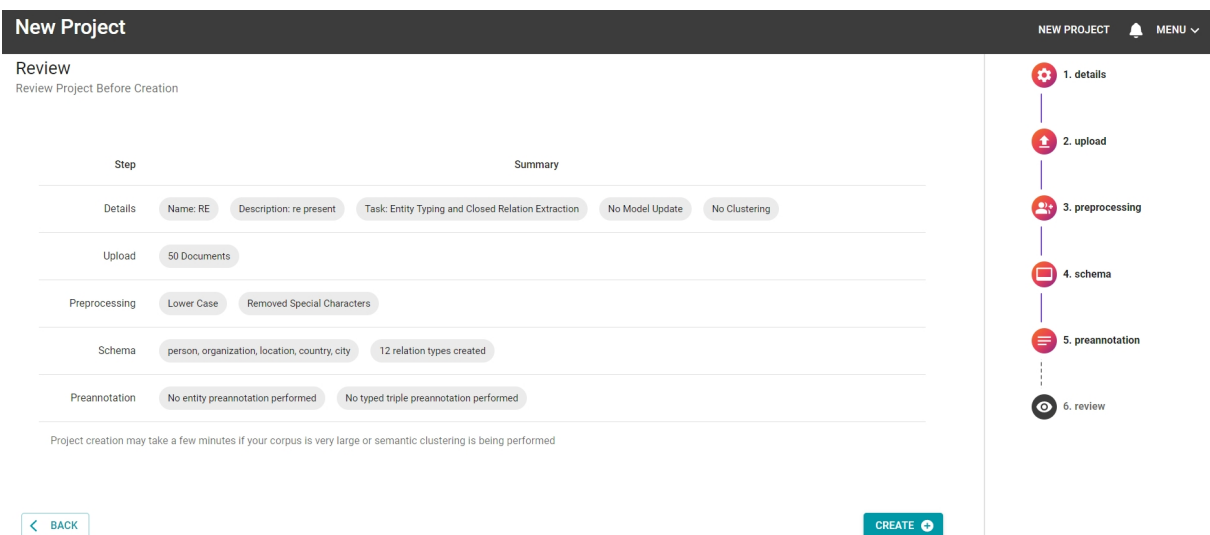 New Project
NEW PROJECT
MENU
Review
Review Project Before Creation
Step Summary
Details Name: RE Description: re present Task: Entity Typing and Closed Relation Extraction No Model Update No Clustering
Upload 50 Documents
Preprocessing Lower Case Removed Special Characters
Schema person, organization, location, country, city 12 relation types created
Preannotation No entity preannotation performed No typed triple preannotation performed
Project creation may take a few minutes if your corpus is very large or semantic clustering is being performed
BACK
CREATE
1. details
2. upload
3. preprocessing
4. schema
5. preannotation
6. review